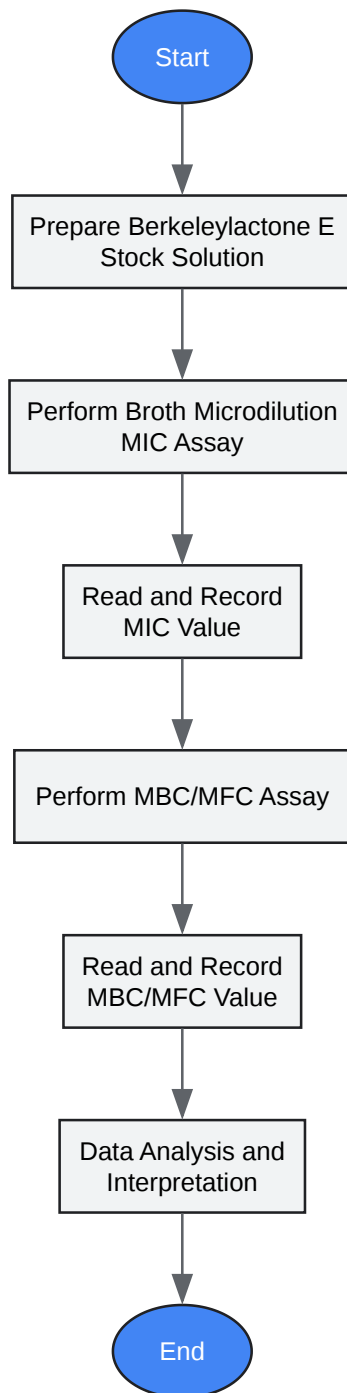 Start
Prepare Berkeleylactone E
Stock Solution
Perform Broth Microdilution
MIC Assay
Read and Record
MIC Value
Perform MBC/MFC Assay
Read and Record
MBC/MFC Value
Data Analysis and
Interpretation
End